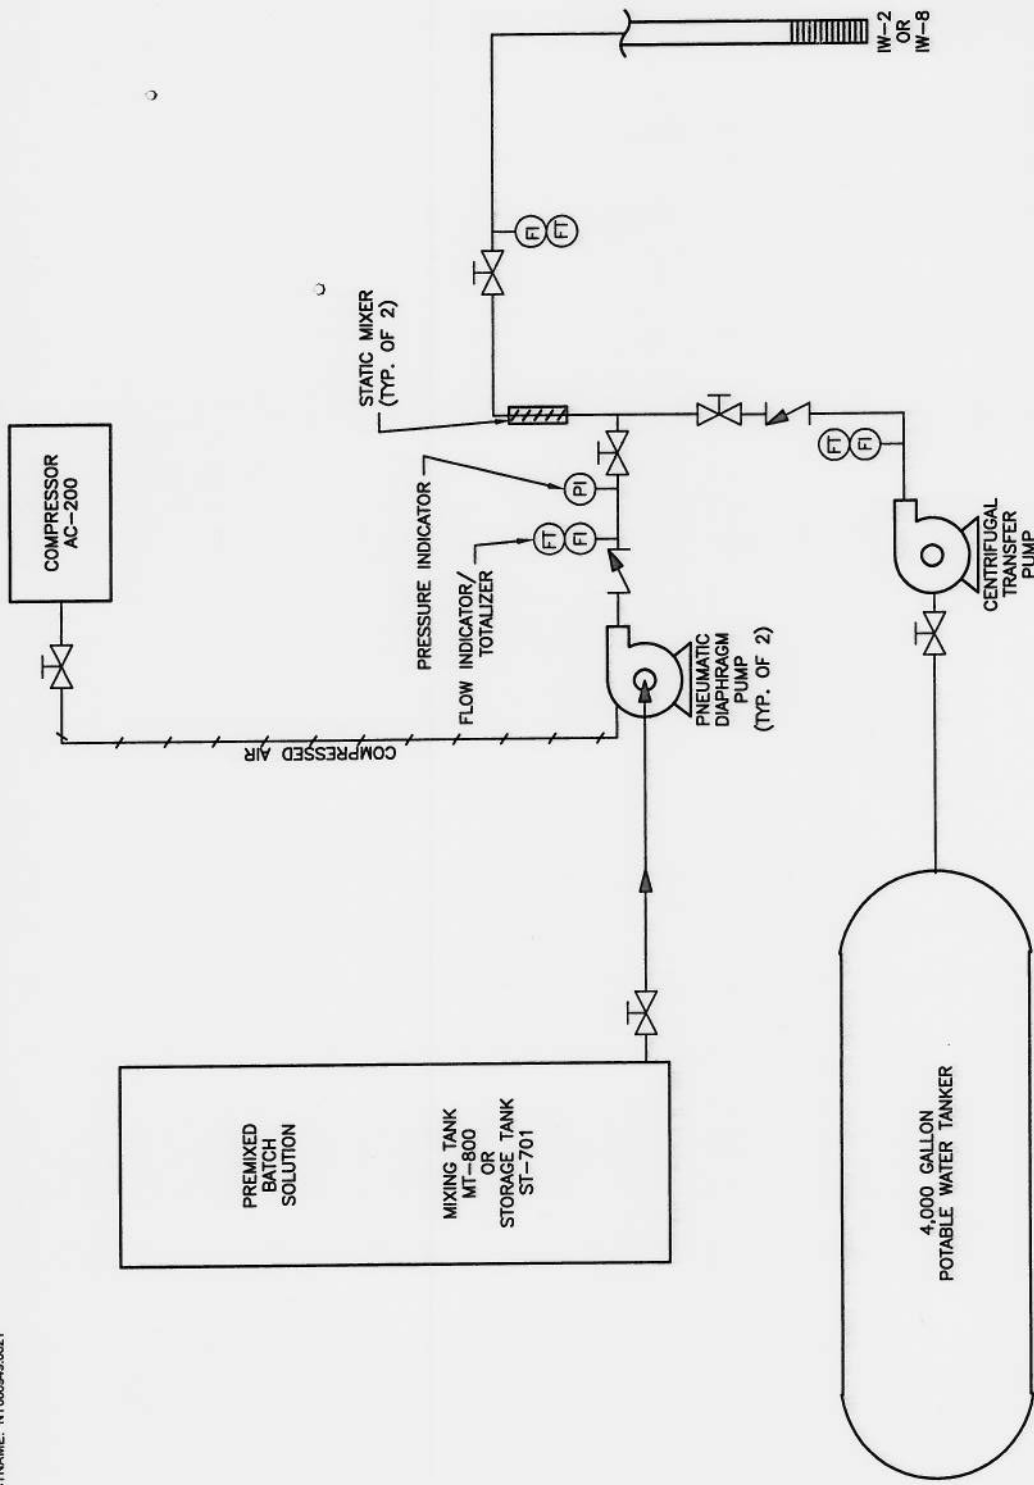 COMPRESSOR
AC-200
COMPRESSED AIR
STATIC MIXER
(TYP. OF 2)
PRESSURE INDICATOR
FLOW INDICATOR/
TOTALIZER
PI
FT
FI
FI
FT
IW-2
OR
IW-8
PNEUMATIC
DIAPHRAGM
PUMP
(TYP. OF 2)
FT
FI
CENTRIFUGAL
TRANSFER
PUMP
PREMIXED
BATCH
SOLUTION
MIXING TANK
MT-800
OR
STORAGE TANK
ST-701
4,000 GALLON
POTABLE WATER TANKER